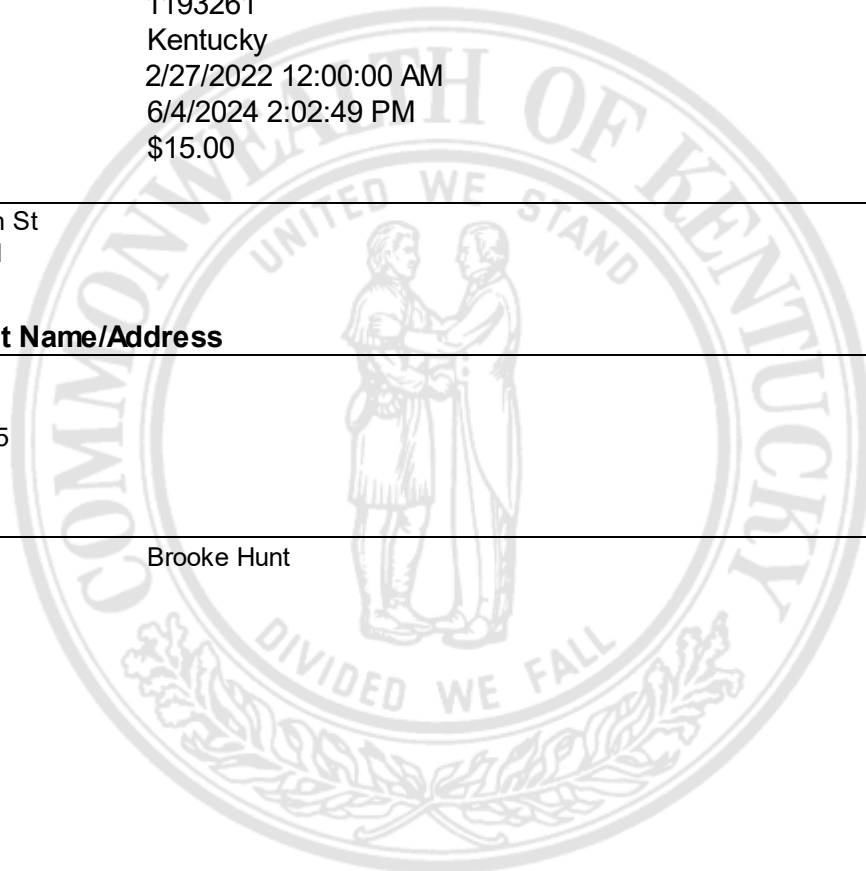 1193261
Kentucky
2/27/2022 12:00:00 AM
6/4/2024 2:02:49 PM
$15.00
n St
t Name/Address
5
Brooke Hunt
COMMONWEALTH OF KENTUCKY
UNITED WE STAND
DIVIDED WE FALL